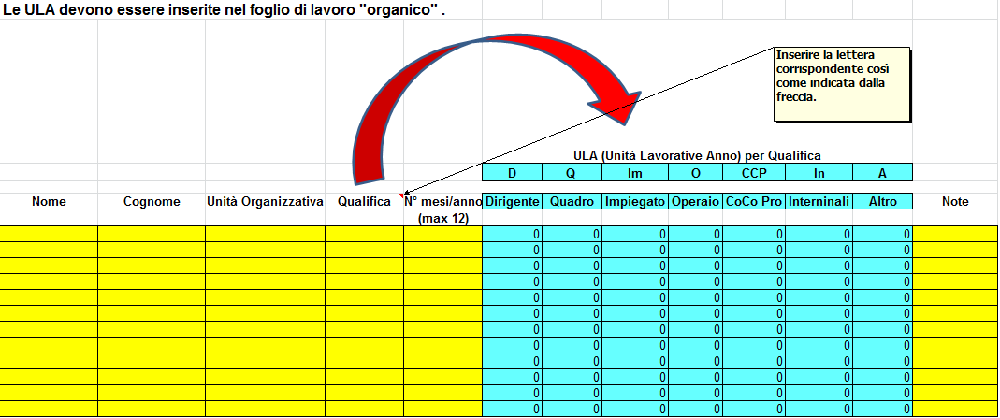 Le ULA devono essere inserite nel foglio di lavoro "organico" .
Inserire la lettera
corrispondente così
come indicata dalla
freccia.
ULA (Unità Lavorative Anno) per Qualifica
D Q Im O CCP In A
Nome Cognome Unità Organizzativa Qualifica N° mesi/anno Dirigente Quadro Impiegato Operaio CoCo Pro Interninali Altro Note
(max 12)
0 0 0 0 0 0 0
0 0 0 0 0 0 0
0 0 0 0 0 0 0
0 0 0 0 0 0 0
0 0 0 0 0 0 0
0 0 0 0 0 0 0
0 0 0 0 0 0 0
0 0 0 0 0 0 0
0 0 0 0 0 0 0
0 0 0 0 0 0 0
0 0 0 0 0 0 0
0 0 0 0 0 0 0